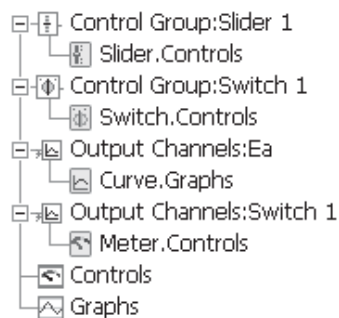 Control Group:Slider 1
Slider.Controls
Control Group:Switch 1
Switch.Controls
Output Channels:Ea
Curve.Graphs
Output Channels:Switch 1
Meter.Controls
Controls
Graphs